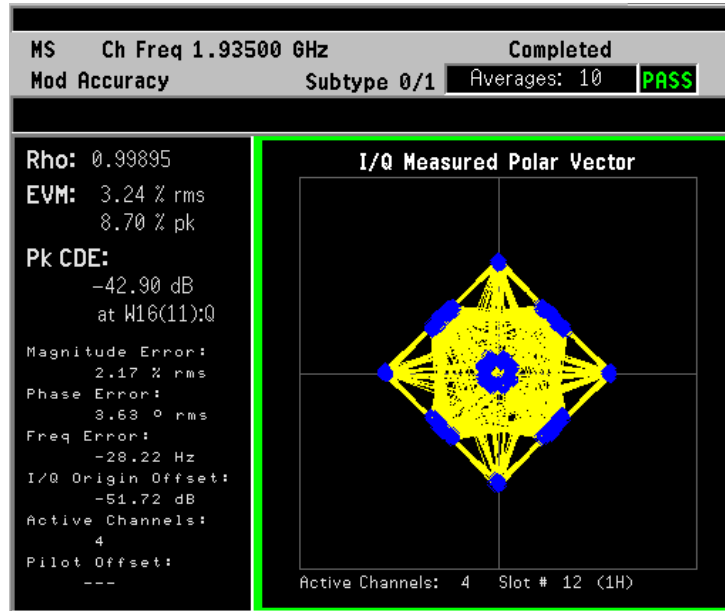 MS Ch Freq 1.93500 GHz Completed
Mod Accuracy Subtype 0/1 Averages: 10 PASS
Rho: 0.99895
EVM: 3.24 % rms
8.70 % pk
Pk CDE:
-42.90 dB
at W16(11):Q
Magnitude Error:
2.17 % rms
Phase Error:
3.63 º rms
Freq Error:
-28.22 Hz
I/Q Origin Offset:
-51.72 dB
Active Channels:
4
Pilot Offset:
---
I/Q Measured Polar Vector
Active Channels: 4 Slot # 12 (1H)